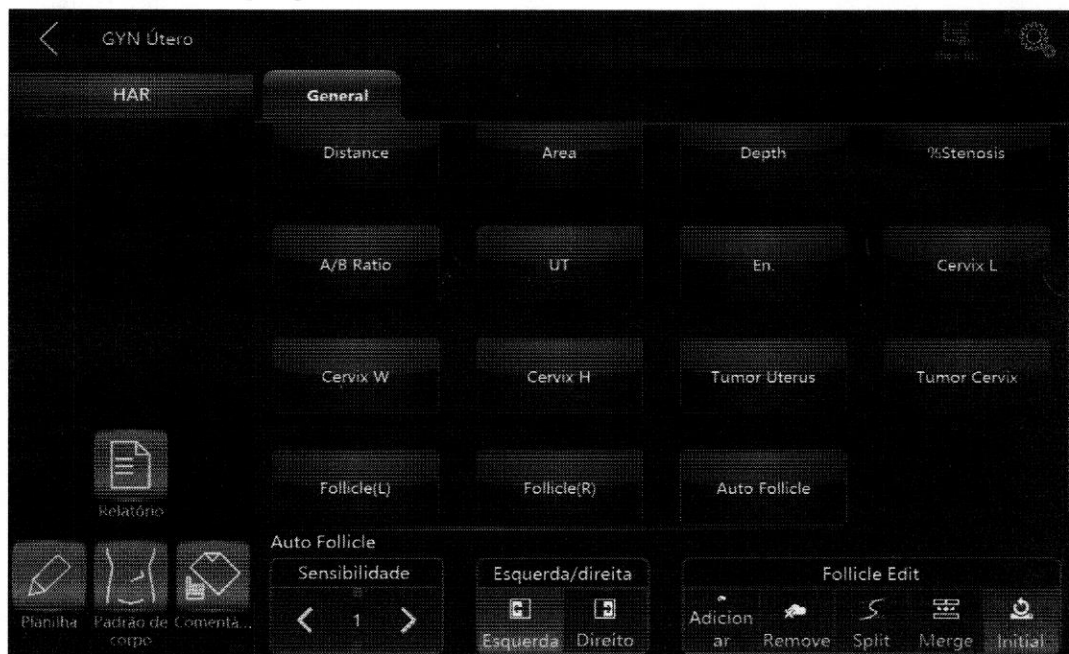 GYN Útero
HAR
General
Distance Area Depth %Stenosis
A/B Ratio UT En. Cervix L
Cervix W Cervix H Tumor Uterus Tumor Cervix
Follicle(L) Follicle(R) Auto Follicle
Relatório
Auto Follicle
Sensibilidade Esquerda/direita Follicle Edit
1
Planilha Padrão de corpo Comentá...
Esquerda Direito
Adicion
ar Remove Split Merge Initial